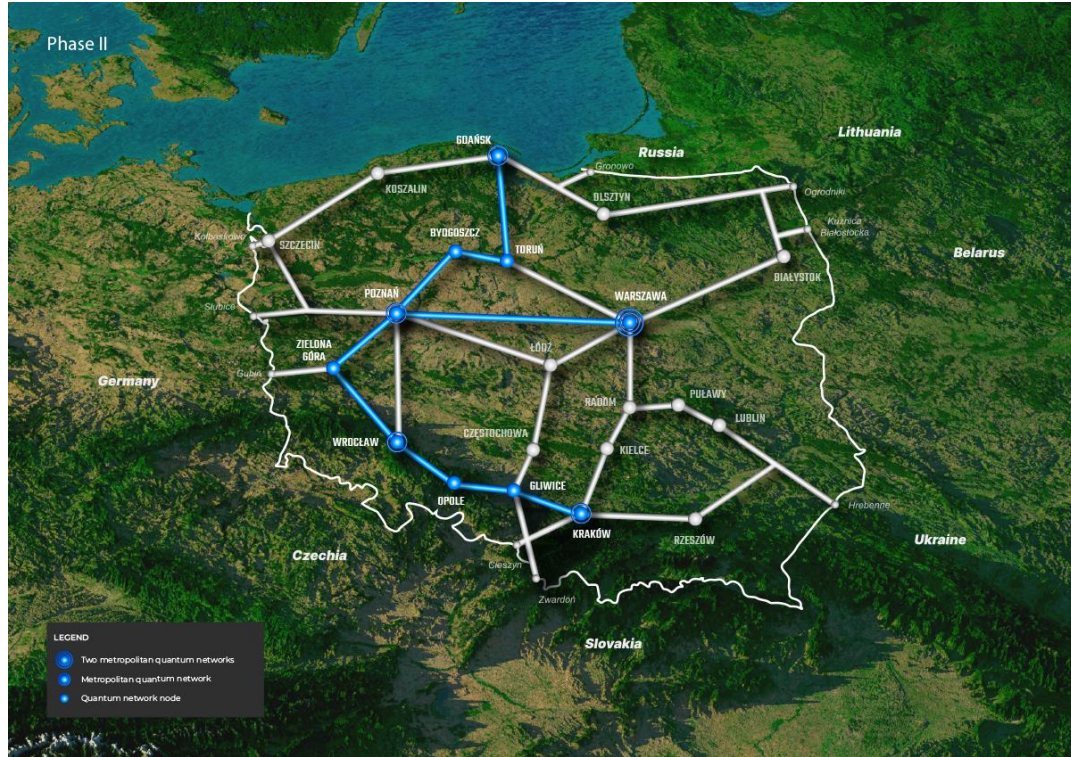 Phase II
Lithuania
GDAŃSK
Russia
Gronowo
KOSZALIN
Ogrodniki
OLSZTYN
Kuźnica
Białostocka
BYDGOSZCZ
Kołbaskowo
SZCZECIN
TORUŃ
Belarus
BIAŁYSTOK
POZNAŃ
WARSZAWA
Słubice
ZIELONA
GÓRA
ŁÓDŹ
Gubin
Germany
PUŁAWY
RADOM
LUBLIN
CZĘSTOCHOWA
WROCŁAW
KIELCE
GLIWICE
OPOLE
Hrebenne
KRAKÓW
RZESZÓW
Ukraine
Czechia
Cieszyn
Zwardoń
Slovakia
LEGEND
Two metropolitan quantum networks
Metropolitan quantum network
Quantum network node